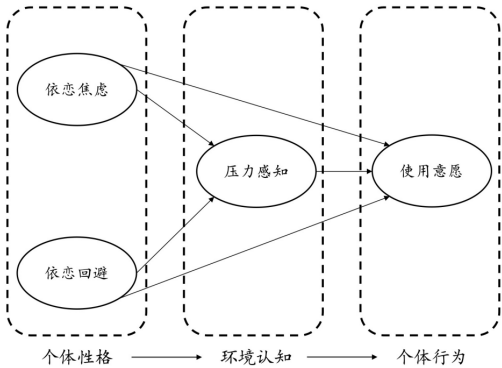 依恋焦虑
压力感知
使用意愿
依恋回避
个体性格 环境认知 个体行为